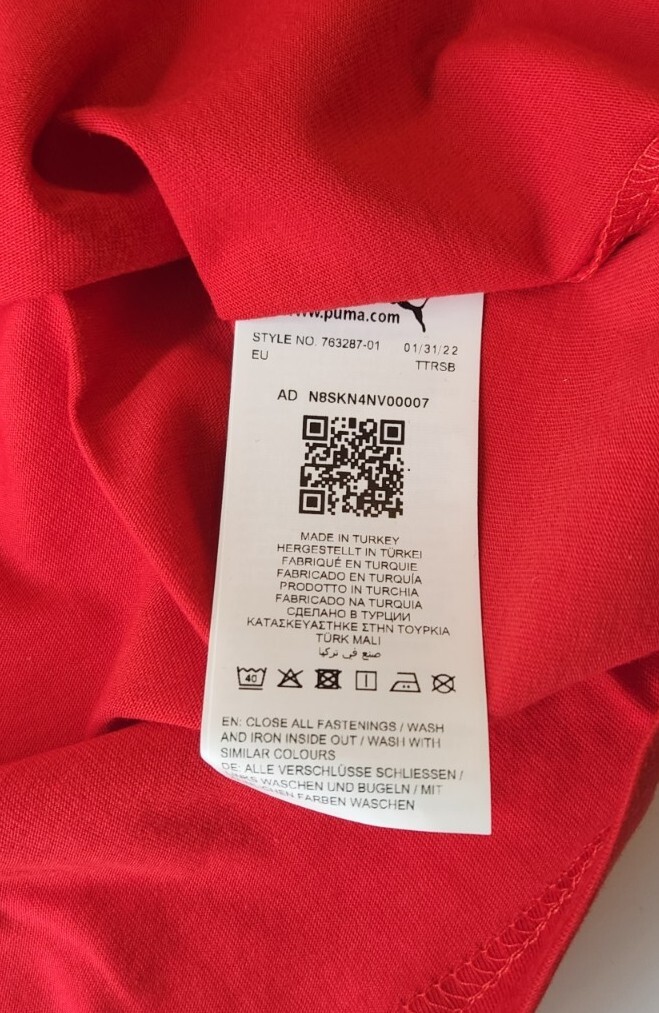 www.puma.com
STYLE NO. 763287-01 01/31/22
EU TTRSB
AD N8SKN4NV00007
MADE IN TURKEY
HERGESTELLT IN TÜRKEI
FABRIQUÉ EN TURQUIE
FABRICADO EN TURQUÍA
PRODOTTO IN TURCHIA
FABRICADO NA TURQUIA
СДЕЛАНО В ТУРЦИИ
ΚΑΤΑΣΚΕΥΑΣΤΗΚΕ ΣΤΗΝ ΤΟΥΡΚΙΑ
TÜRK MALI
صنع في تركيا
40
EN: CLOSE ALL FASTENINGS / WASH
AND IRON INSIDE OUT / WASH WITH
SIMILAR COLOURS
DE: ALLE VERSCHLÜSSE SCHLIESSEN /
WASCHEN UND BUGELN / MIT
FARBEN WASCHEN